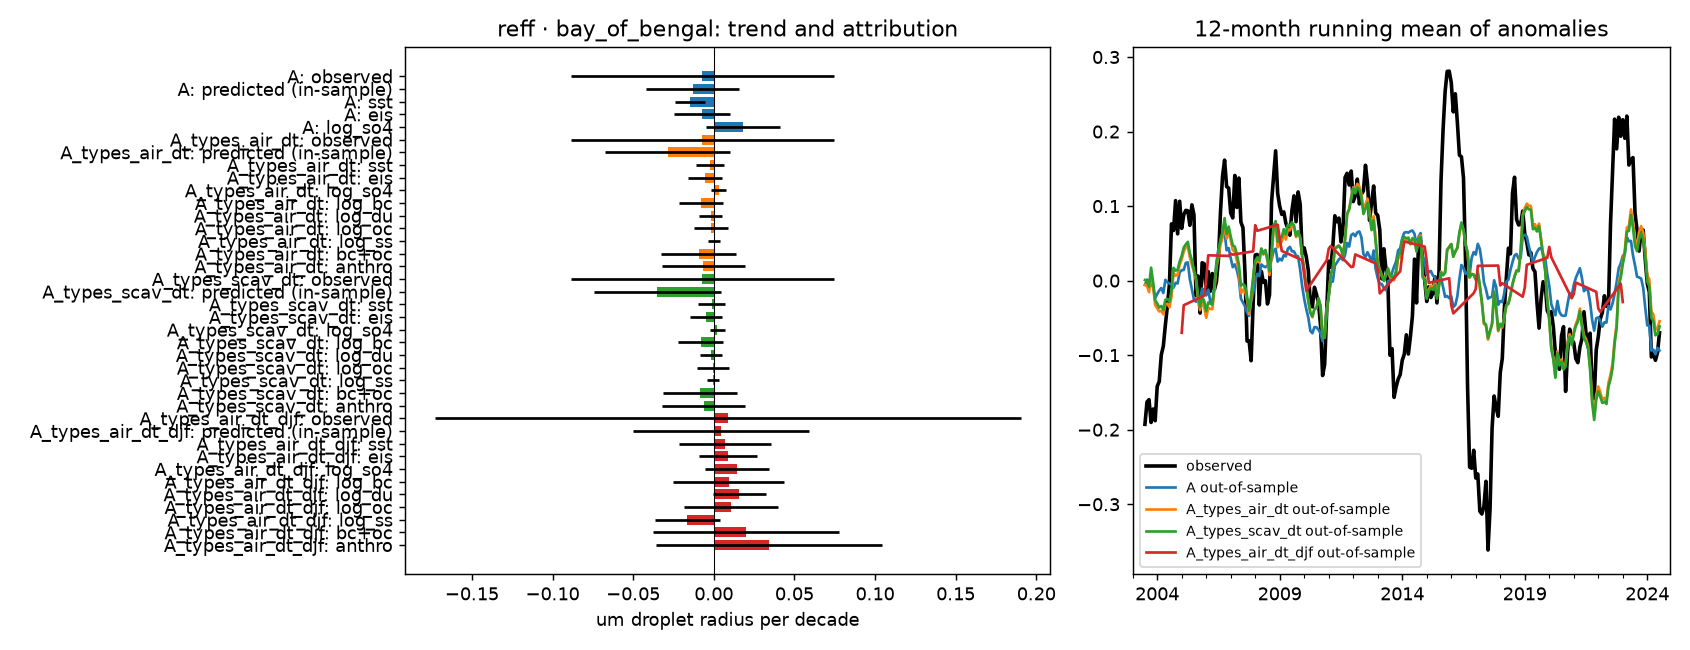 reff · bay_of_bengal: trend and attribution
A: observed
A: predicted (in-sample)
A: sst
A: eis
A: log_so4
A_types_air_dt: observed
A_types_air_dt: predicted (in-sample)
A_types_air_dt: sst
A_types_air_dt: eis
A_types_air_dt: log_so4
A_types_air_dt: log_bc
A_types_air_dt: log_du
A_types_air_dt: log_oc
A_types_air_dt: log_ss
A_types_air_dt: bc+oc
A_types_air_dt: anthro
A_types_scav_dt: observed
A_types_scav_dt: predicted (in-sample)
A_types_scav_dt: sst
A_types_scav_dt: eis
A_types_scav_dt: log_so4
A_types_scav_dt: log_bc
A_types_scav_dt: log_du
A_types_scav_dt: log_oc
A_types_scav_dt: log_ss
A_types_scav_dt: bc+oc
A_types_scav_dt: anthro
A_types_air_dt_djf: observed
A_types_air_dt_djf: predicted (in-sample)
A_types_air_dt_djf: sst
A_types_air_dt_djf: eis
A_types_air_dt_djf: log_so4
A_types_air_dt_djf: log_bc
A_types_air_dt_djf: log_du
A_types_air_dt_djf: log_oc
A_types_air_dt_djf: log_ss
A_types_air_dt_djf: bc+oc
A_types_air_dt_djf: anthro
−0.15 −0.10 −0.05 0.00 0.05 0.10 0.15 0.20
um droplet radius per decade
12-month running mean of anomalies
0.3
0.2
0.1
0.0
−0.1
−0.2
−0.3
observed
A out-of-sample
A_types_air_dt out-of-sample
A_types_scav_dt out-of-sample
A_types_air_dt_djf out-of-sample
2004 2009 2014 2019 2024